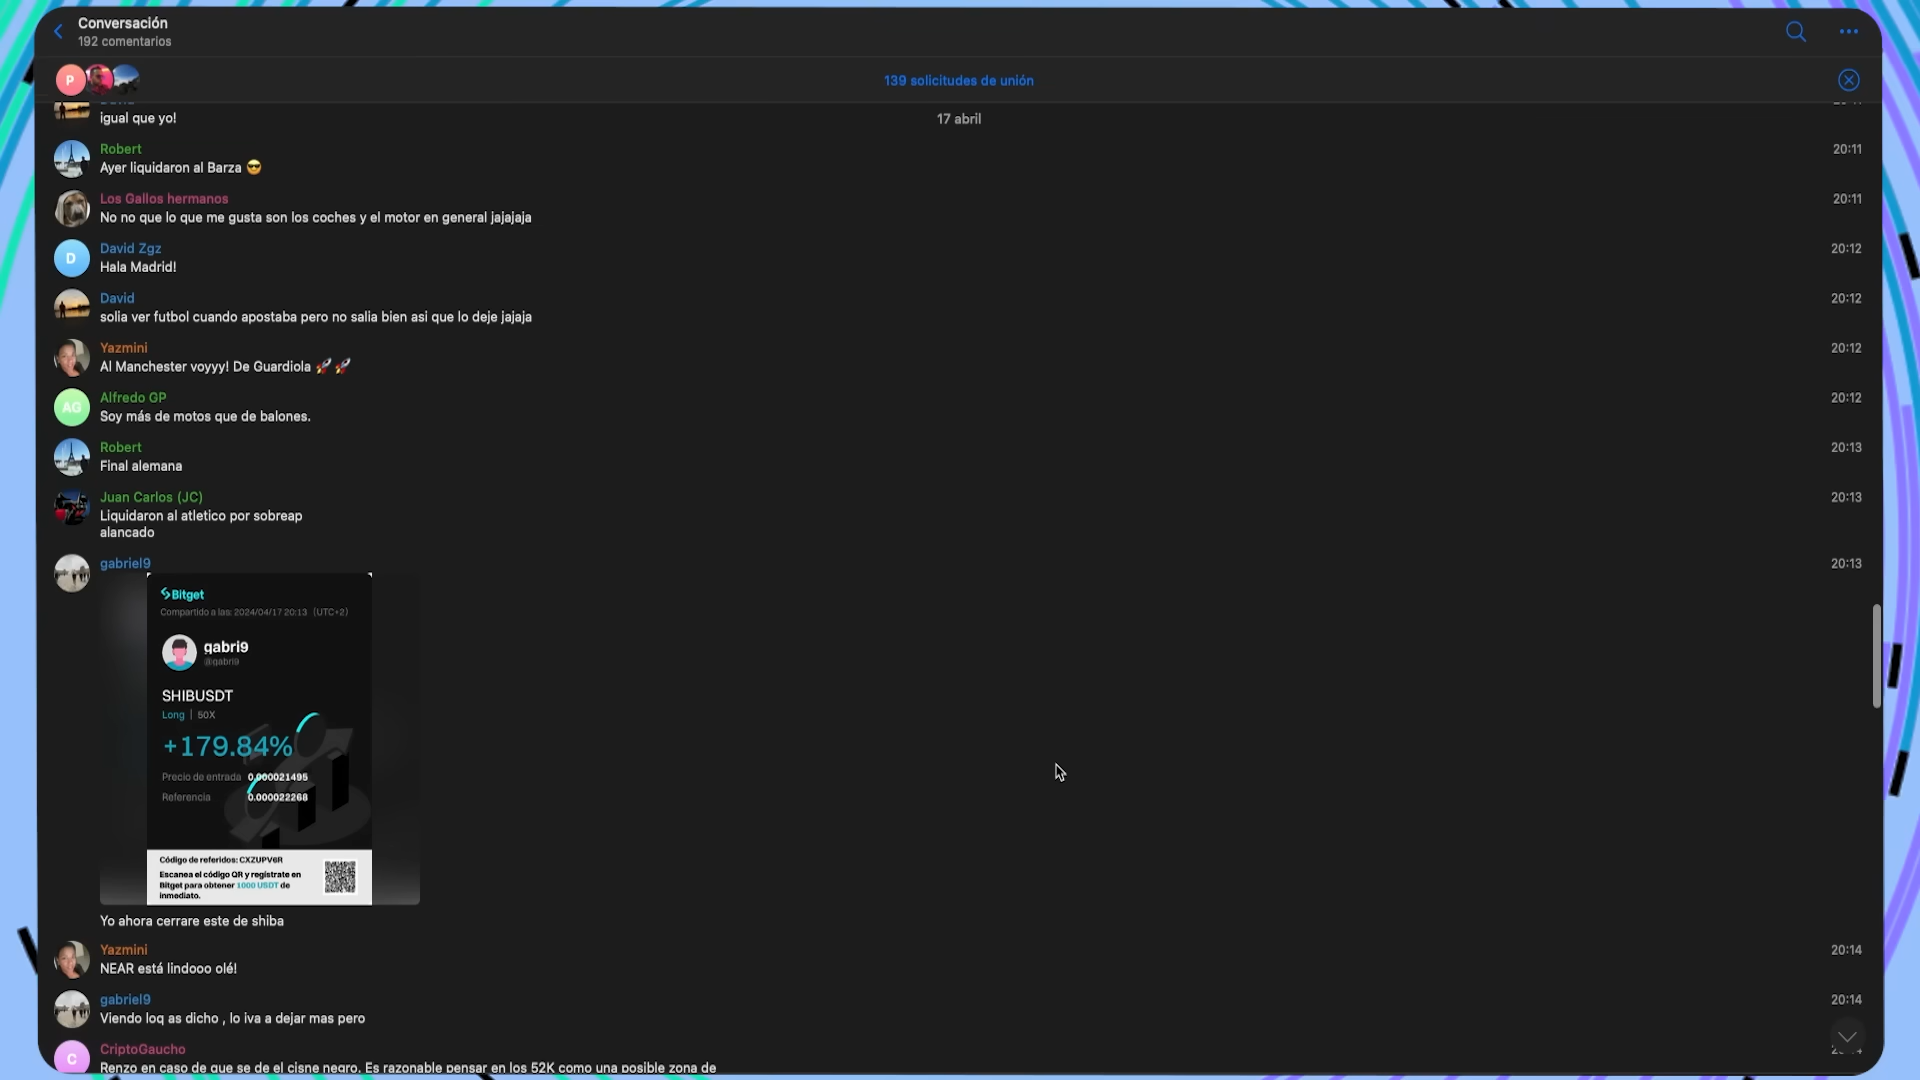 Conversación
192 comentarios
P
139 solicitudes de unión
igual que yo!
17 abril
Robert
20:11
Ayer liquidaron al Barza 😎
Los Gallos hermanos
20:11
No no que lo que me gusta son los coches y el motor en general jajajaja
D
David Zgz
20:12
Hala Madrid!
David
20:12
solia ver futbol cuando apostaba pero no salia bien asi que lo deje jajaja
Yazmini
20:12
Al Manchester voyyy! De Guardiola 🚀 🚀
AG
Alfredo GP
20:12
Soy más de motos que de balones.
Robert
20:13
Final alemana
Juan Carlos (JC)
20:13
Liquidaron al atletico por sobreap
alancado
gabriel9
20:13
Bitget
Compartido a las: 2024/04/17 20:13 (UTC+2)
gabri9
@gabri9
SHIBUSDT
Long | 50X
+179.84%
Precio de entrada 0.000021495
Referencia 0.000022268
Código de referidos: CXZUPV6R
Escanea el código QR y regístrate en
Bitget para obtener 1000 USDT de
inmediato.
Yo ahora cerrare este de shiba
Yazmini
20:14
NEAR está lindooo olé!
gabriel9
20:14
Viendo loq as dicho , lo iva a dejar mas pero
C
CriptoGaucho
Renzo en caso de que se de el cisne negro. Es razonable pensar en los 52K como una posible zona de